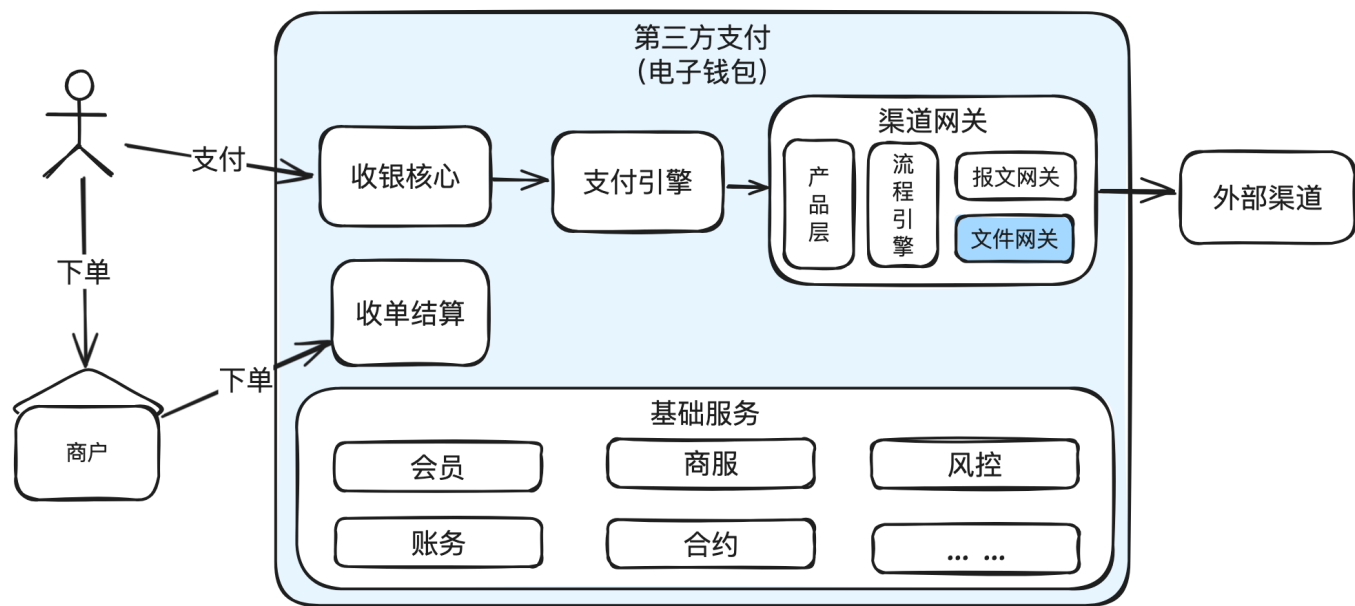 第三方支付
(电子钱包)
支付
收银核心
支付引擎
渠道网关
产品层
流程引擎
报文网关
文件网关
外部渠道
下单
收单结算
下单
商户
基础服务
会员
商服
风控
账务
合约
... ...